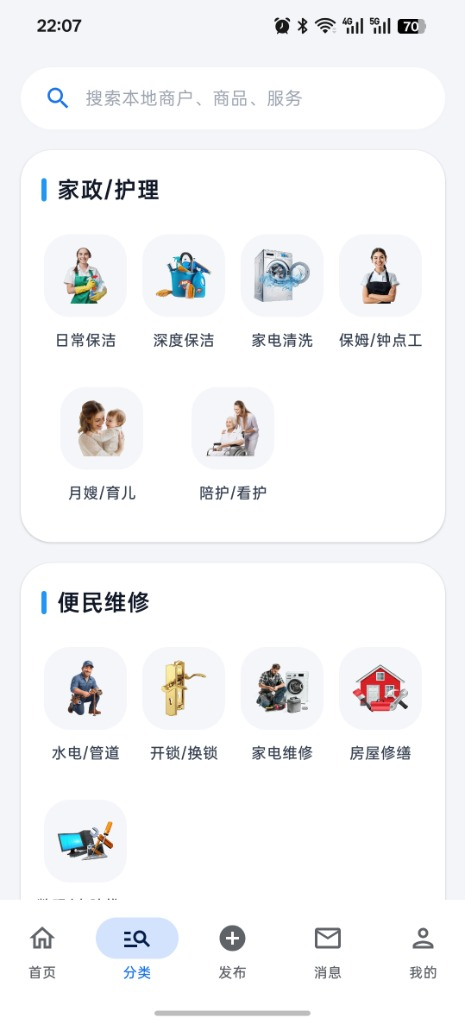 22:07
4G 5G 70
搜索本地商户、商品、服务
家政/护理
日常保洁 深度保洁 家电清洗 保姆/钟点工
月嫂/育儿 陪护/看护
便民维修
水电/管道 开锁/换锁 家电维修 房屋修缮
首页 分类 发布 消息 我的